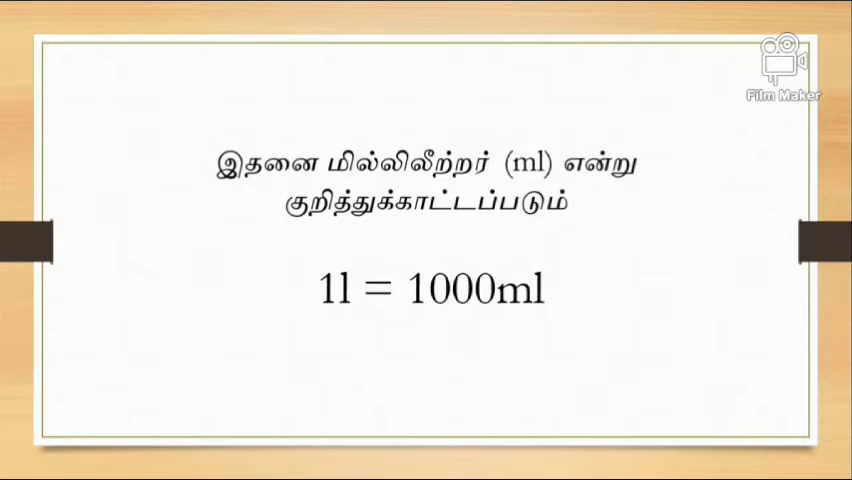 Film Maker
இதனை மில்லிலீற்றர் (ml) என்று
குறித்துக்காட்டப்படும்
1l = 1000ml